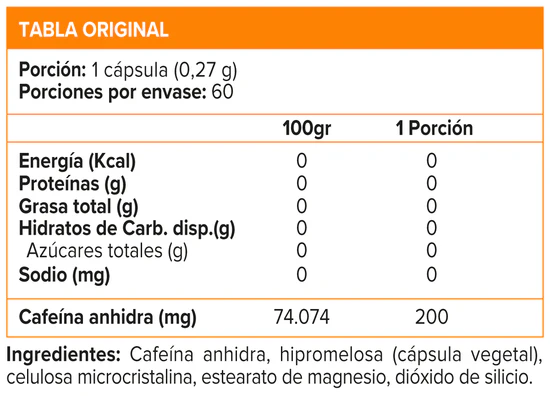 TABLA ORIGINAL
Porción: 1 cápsula (0,27 g)
Porciones por envase: 60
100gr 1 Porción
Energía (Kcal) 0 0
Proteínas (g) 0 0
Grasa total (g) 0 0
Hidratos de Carb. disp.(g) 0 0
Azúcares totales (g) 0 0
Sodio (mg) 0 0
Cafeína anhidra (mg) 74.074 200
Ingredientes: Cafeína anhidra, hipromelosa (cápsula vegetal),
celulosa microcristalina, estearato de magnesio, dióxido de silicio.